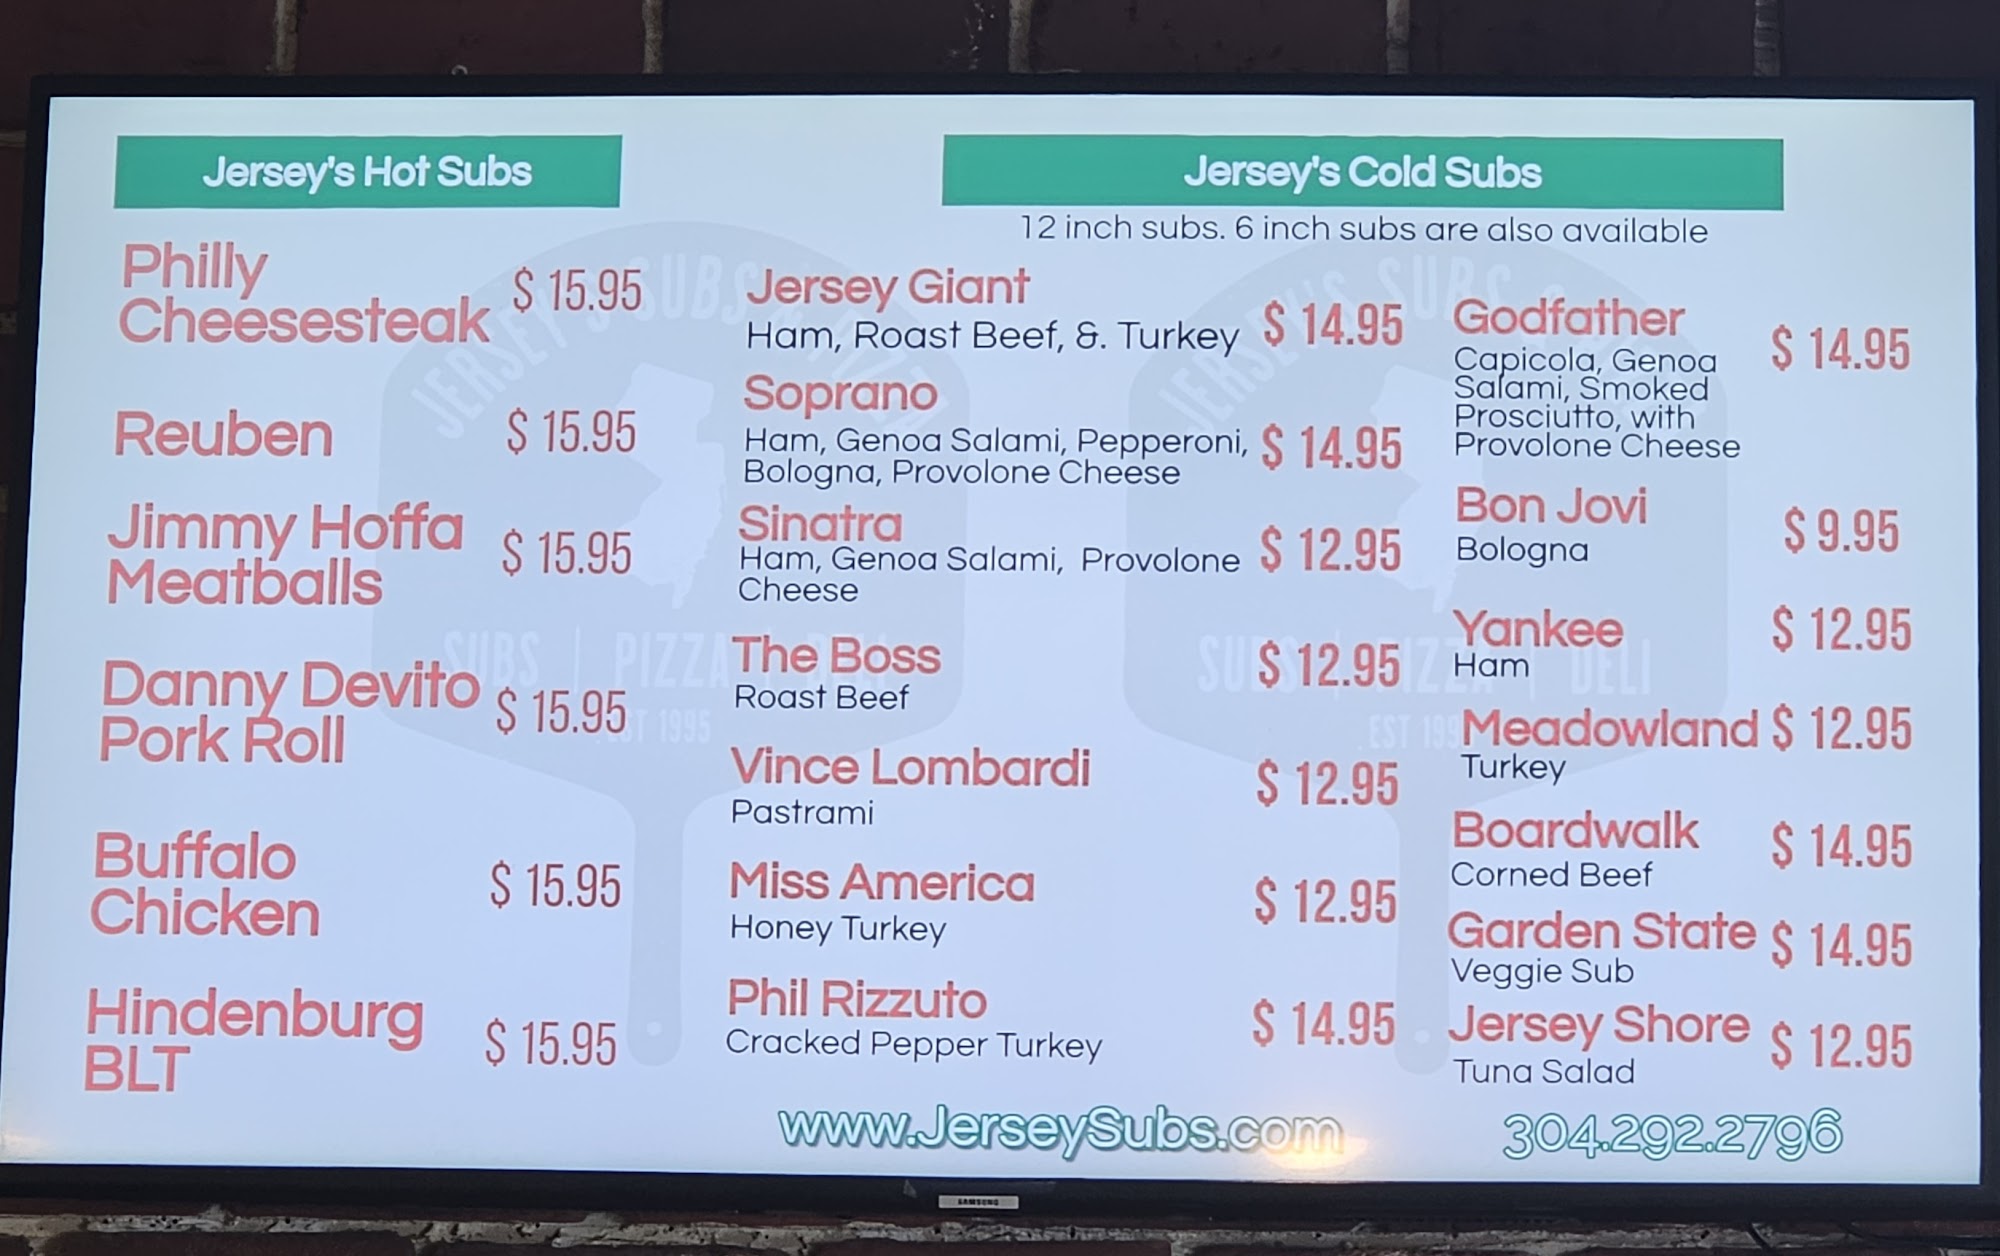 Jersey's Hot Subs
Philly
Cheesesteak $ 15.95
Reuben $ 15.95
Jimmy Hoffa
Meatballs $ 15.95
Danny Devito
Pork Roll $ 15.95
Buffalo
Chicken $ 15.95
Hindenburg
BLT $ 15.95
Jersey's Cold Subs
12 inch subs. 6 inch subs are also available
Jersey Giant
Ham, Roast Beef, &. Turkey $ 14.95
Soprano
Ham, Genoa Salami, Pepperoni, $ 14.95
Bologna, Provolone Cheese
Sinatra
Ham, Genoa Salami, Provolone $ 12.95
Cheese
The Boss $ 12.95
Roast Beef
Vince Lombardi $ 12.95
Pastrami
Miss America $ 12.95
Honey Turkey
Phil Rizzuto $ 14.95
Cracked Pepper Turkey
Godfather $ 14.95
Capicola, Genoa
Salami, Smoked
Prosciutto, with
Provolone Cheese
Bon Jovi $ 9.95
Bologna
Yankee $ 12.95
Ham
Meadowland $ 12.95
Turkey
Boardwalk $ 14.95
Corned Beef
Garden State $ 14.95
Veggie Sub
Jersey Shore $ 12.95
Tuna Salad
www.JerseySubs.com
304.292.2796
SAMSUNG